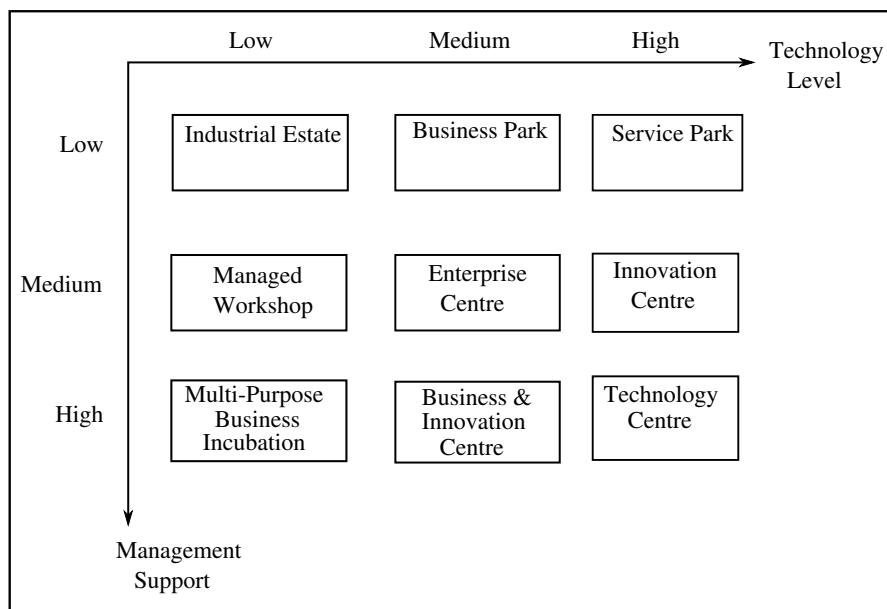 Low
Medium
High
Technology
Level
Low
Industrial Estate
Business Park
Service Park
Medium
Managed
Workshop
Enterprise
Centre
Innovation
Centre
High
Multi-Purpose
Business
Incubation
Business &
Innovation
Centre
Technology
Centre
Management
Support